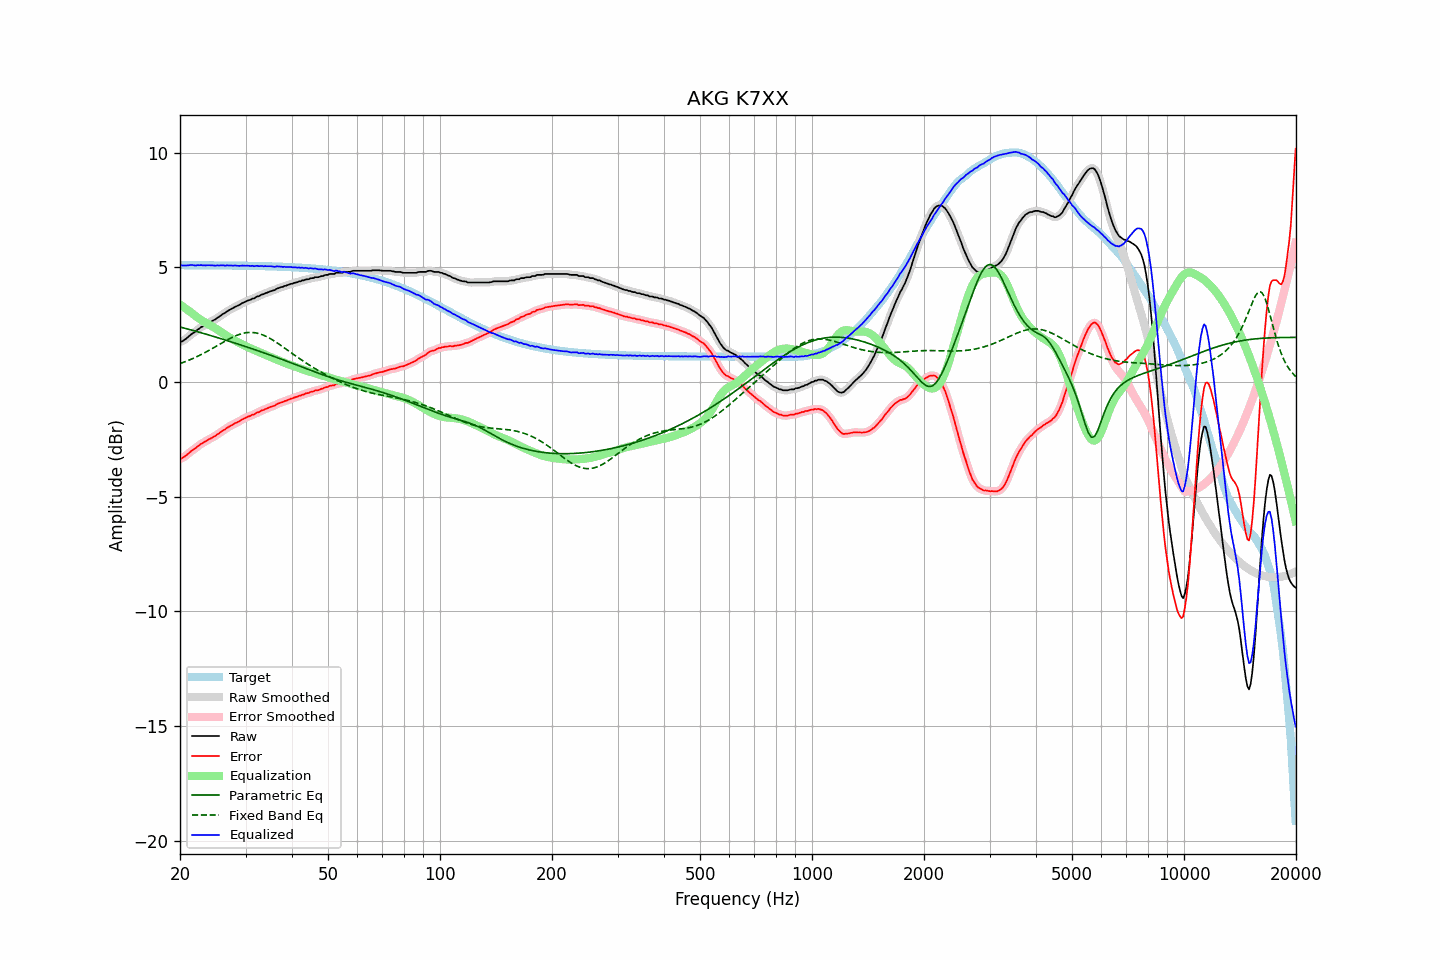 AKG K7XX
Amplitude (dBr)
10
5
0
−5
−10
−15
−20
Target
Raw Smoothed
Error Smoothed
Raw
Error
Equalization
Parametric Eq
Fixed Band Eq
Equalized
20
50
100
200
500
1000
2000
5000
10000
20000
Frequency (Hz)